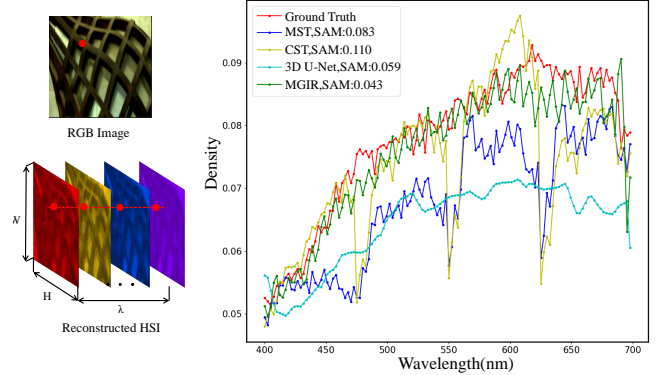 RGB Image
W
H
λ
Reconstructed HSI
Ground Truth
MST,SAM:0.083
CST,SAM:0.110
3D U-Net,SAM:0.059
MGIR,SAM:0.043
Density
0.09
0.08
0.07
0.06
0.05
400 450 500 550 600 650 700
Wavelength(nm)